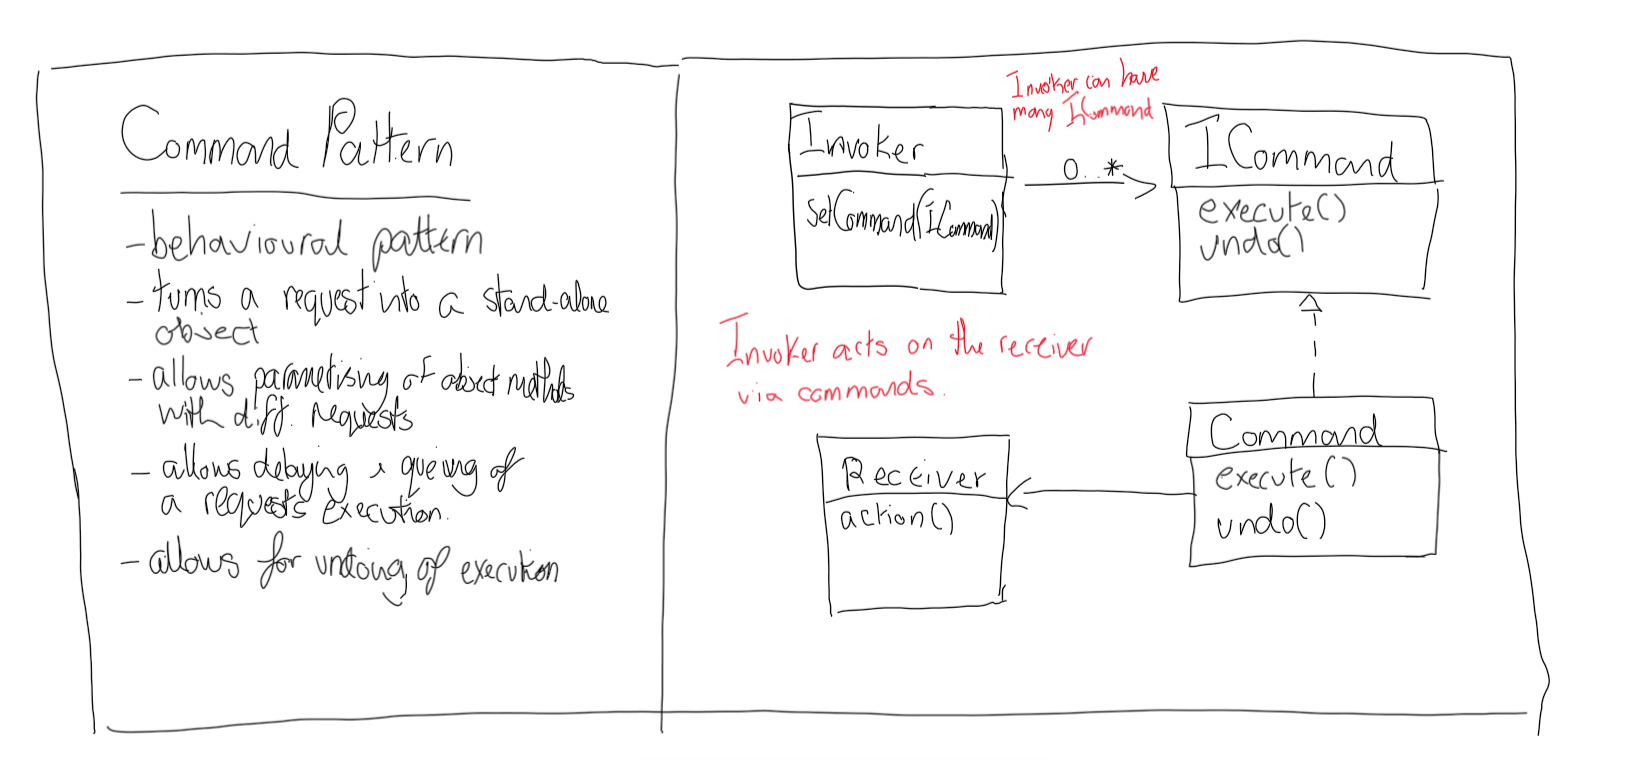 Command Pattern
- behavioural pattern
- turns a request into a stand-alone
object
- allows parametrising of object methods
with diff. requests
- allows delaying & queing of
a requests execution.
- allows for undoing of execution
Invoker can have
many ICommand
Invoker
setCommand(ICommand)
0..*
ICommand
execute()
undo()
Invoker acts on the receiver
via commands.
Receiver
action()
Command
execute()
undo()